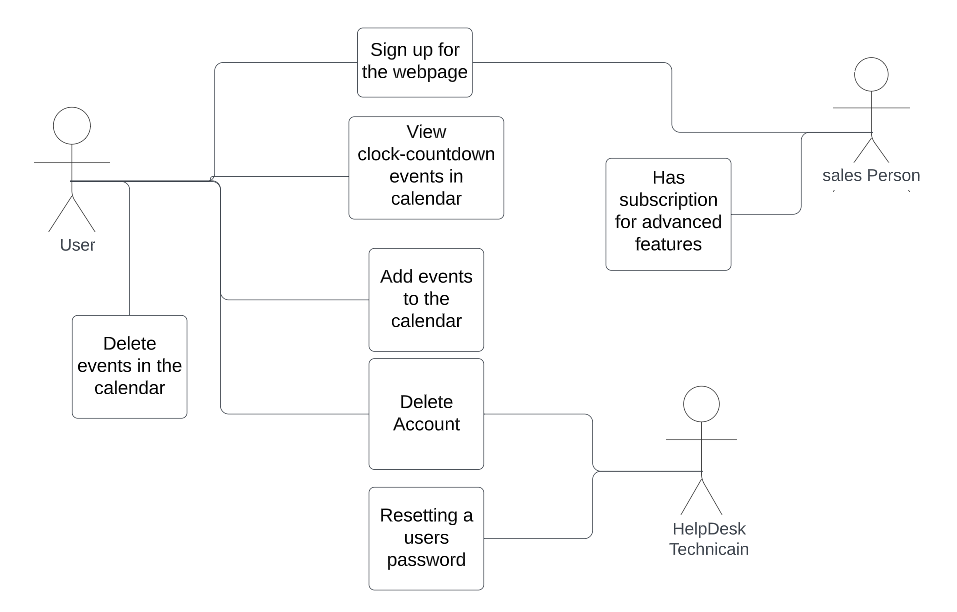 Sign up for
the webpage
View
clock-countdown
events in
calendar
Has
subscription
for advanced
features
sales Person
User
Add events
to the
calendar
Delete
events in the
calendar
Delete
Account
Resetting a
users
password
HelpDesk
Technicain